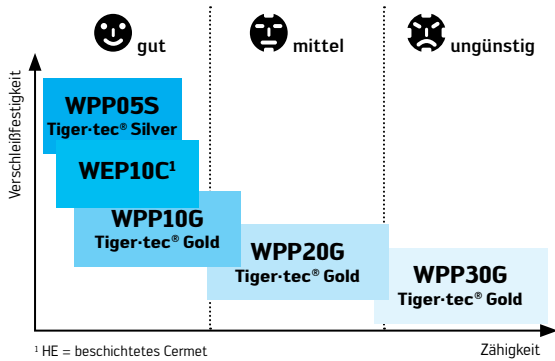 gut
mittel
ungünstig
Verschleißfestigkeit
WPP05S
Tiger·tec® Silver
WEP10C¹
WPP10G
Tiger·tec® Gold
WPP20G
Tiger·tec® Gold
WPP30G
Tiger·tec® Gold
¹ HE = beschichtetes Cermet
Zähigkeit